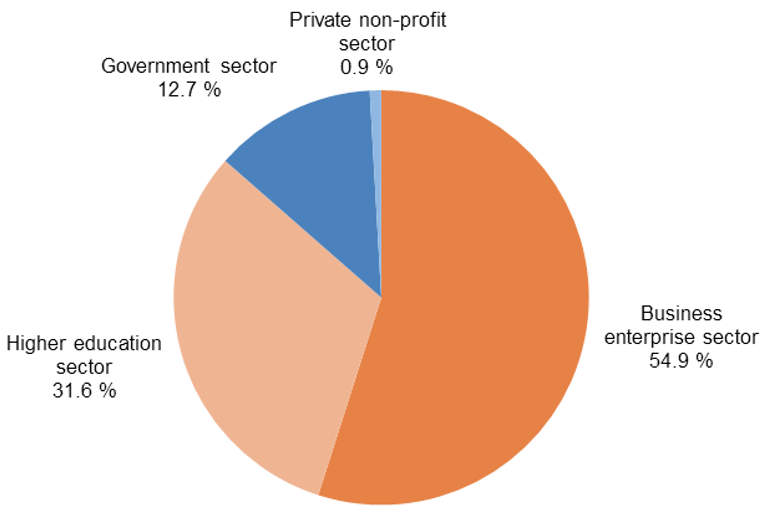 Private non-profit
sector
0.9 %
Government sector
12.7 %
Business
enterprise sector
54.9 %
Higher education
sector
31.6 %